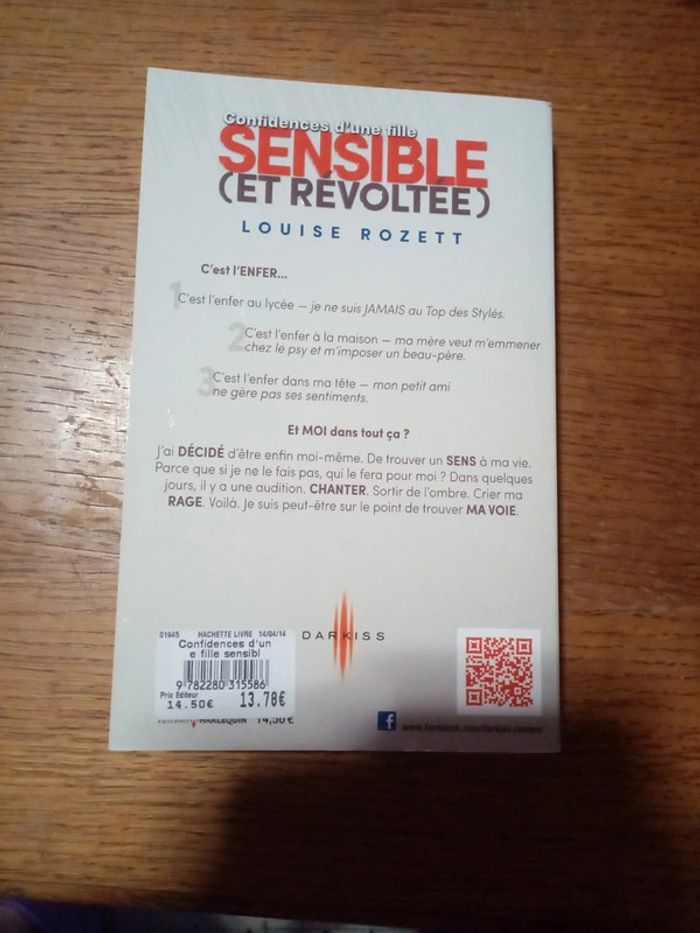 Confidences d'une fille
SENSIBLE
(ET RÉVOLTÉE)
LOUISE ROZETT
C'est l'ENFER...
1 C'est l'enfer au lycée – je ne suis JAMAIS au Top des Stylés.
2 C'est l'enfer à la maison – ma mère veut m'emmener
chez le psy et m'imposer un beau-père.
3 C'est l'enfer dans ma tête – mon petit ami
ne gère pas ses sentiments.
Et MOI dans tout ça ?
J'ai DÉCIDÉ d'être enfin moi-même. De trouver un SENS à ma vie.
Parce que si je ne le fais pas, qui le fera pour moi ? Dans quelques
jours, il y a une audition. CHANTER. Sortir de l'ombre. Crier ma
RAGE. Voilà. Je suis peut-être sur le point de trouver MA VOIE.
DARKISS
01945 HACHETTE LIVRE 14/04/14
Confidences d'un
e fille sensibl
9 782280 315586
Prix Editeur
14.50€ 13.78€
HARLEQUIN 14,50 €
f www.facebook.com/darkiss.romans